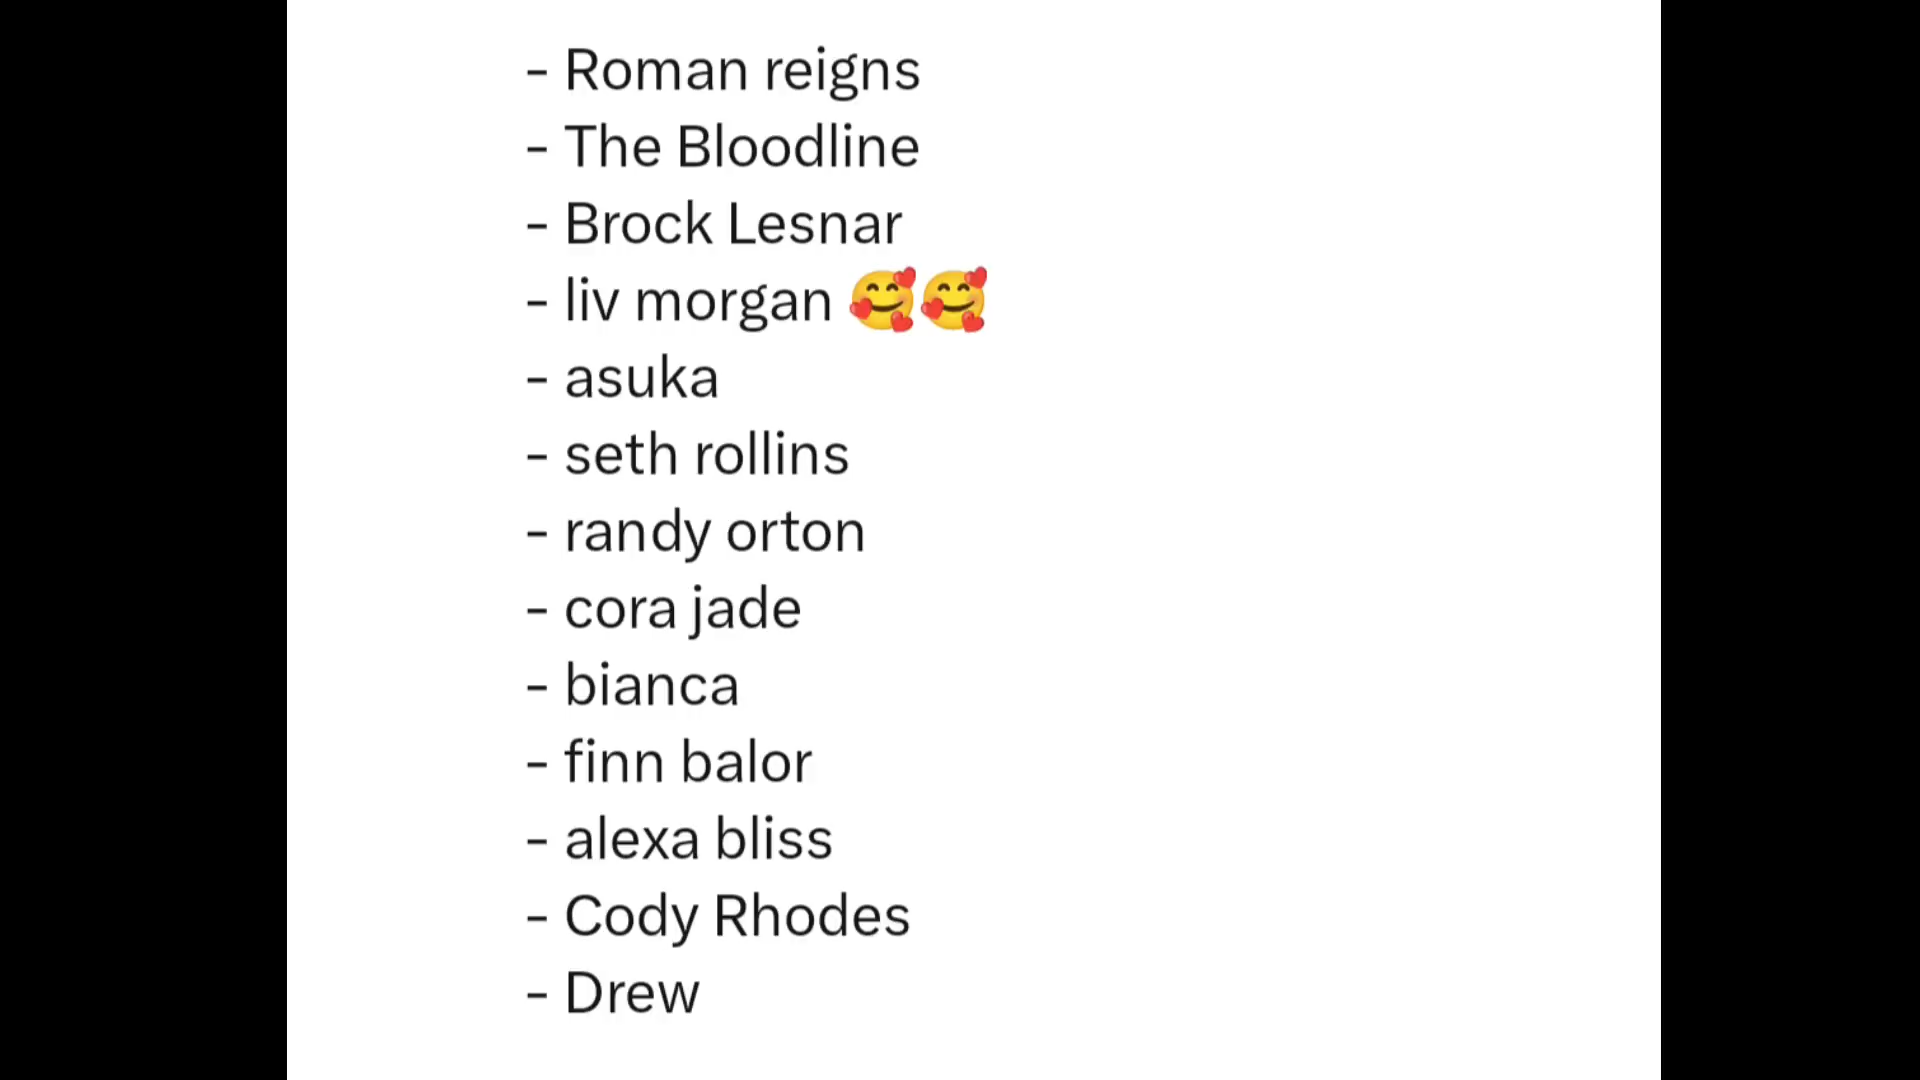 - Roman reigns
- The Bloodline
- Brock Lesnar
- liv morgan 🥰🥰
- asuka
- seth rollins
- randy orton
- cora jade
- bianca
- finn balor
- alexa bliss
- Cody Rhodes
- Drew